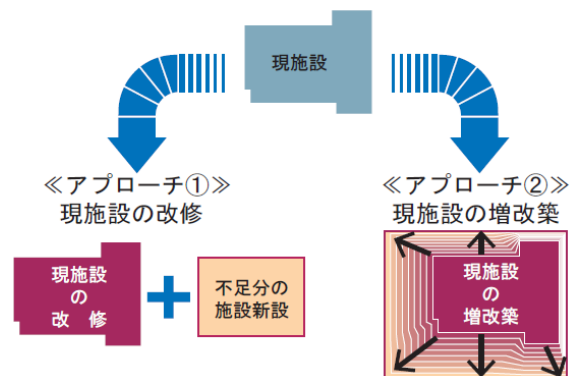 現施設
≪アプローチ①≫
現施設の改修
現施設
の
改　修
不足分の
施設新設
≪アプローチ②≫
現施設の増改築
現施設
の
増改築